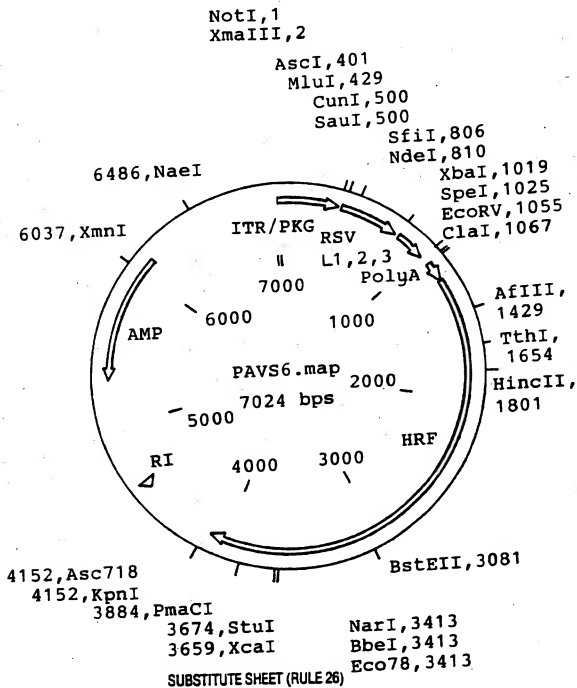 NotI,1
XmaIII,2
AscI,401
MluI,429
CunI,500
SauI,500
SfiI,806
NdeI,810
XbaI,1019
SpeI,1025
EcoRV,1055
ClaI,1067
6486,NaeI
6037,XmnI
ITR/PKG
RSV
L1,2,3
PolyA
7000
6000
1000
AflII,
1429
TthI,
1654
HincII,
1801
AMP
PAVS6.map
7024 bps
2000
5000
HRF
RI
4000
3000
BstEII,3081
4152,Asc718
4152,KpnI
3884,PmaCI
3674,StuI
3659,XcaI
NarI,3413
BbeI,3413
Eco78,3413
SUBSTITUTE SHEET (RULE 26)